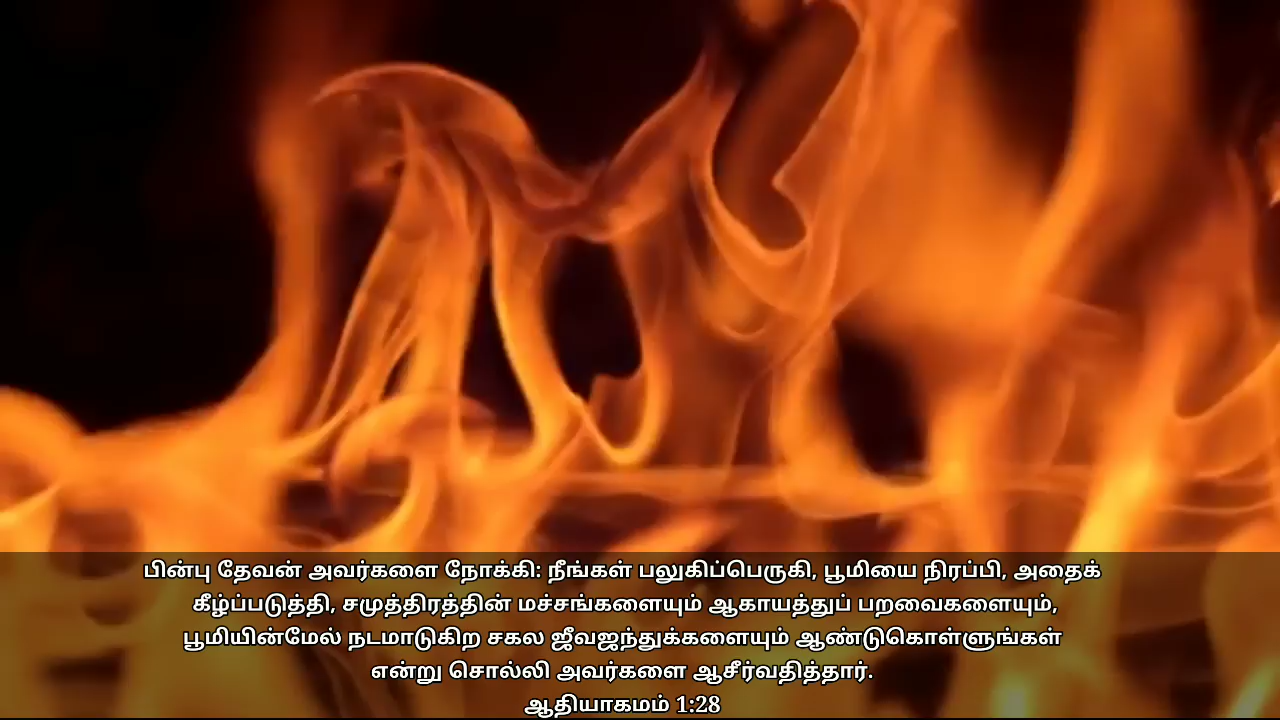 பின்பு தேவன் அவர்களை நோக்கி: நீங்கள் பலுகிப்பெருகி, பூமியை நிரப்பி, அதைக்
கீழ்ப்படுத்தி, சமுத்திரத்தின் மச்சங்களையும் ஆகாயத்துப் பறவைகளையும்,
பூமியின்மேல் நடமாடுகிற சகல ஜீவஜந்துக்களையும் ஆண்டுகொள்ளுங்கள்
என்று சொல்லி அவர்களை ஆசீர்வதித்தார்.
ஆதியாகமம் 1:28